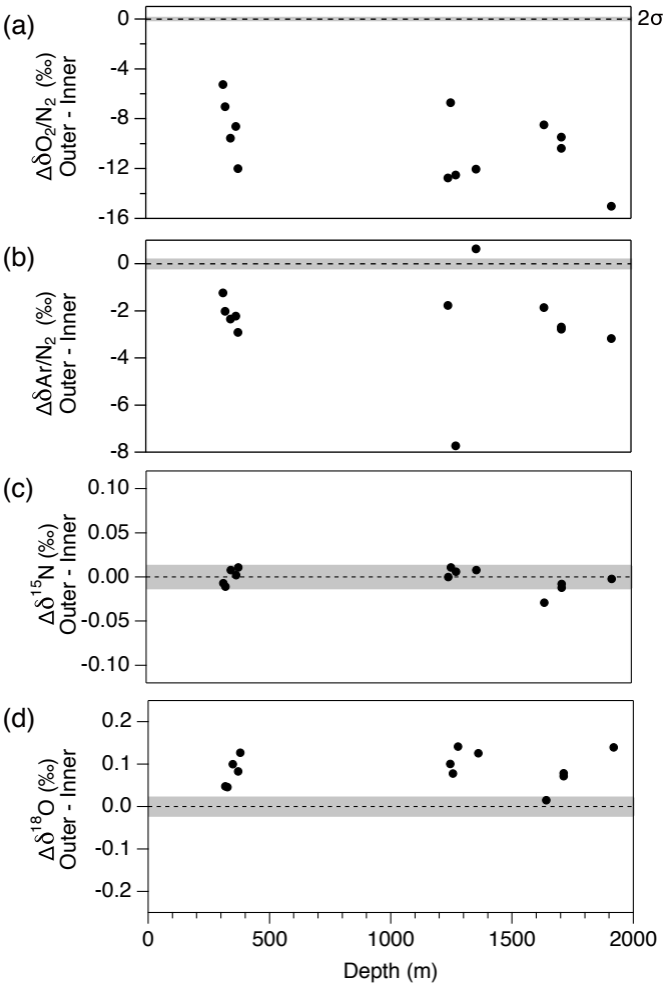 (a)
0
-4
-8
-12
-16
ΔδO₂/N₂ (‰)
Outer - Inner
2σ
(b)
0
-2
-4
-6
-8
ΔδAr/N₂ (‰)
Outer - Inner
(c)
0.10
0.05
0.00
-0.05
-0.10
Δδ¹⁵N (‰)
Outer - Inner
(d)
0.2
0.1
0.0
-0.1
-0.2
Δδ¹⁸O (‰)
Outer - Inner
0 500 1000 1500 2000
Depth (m)